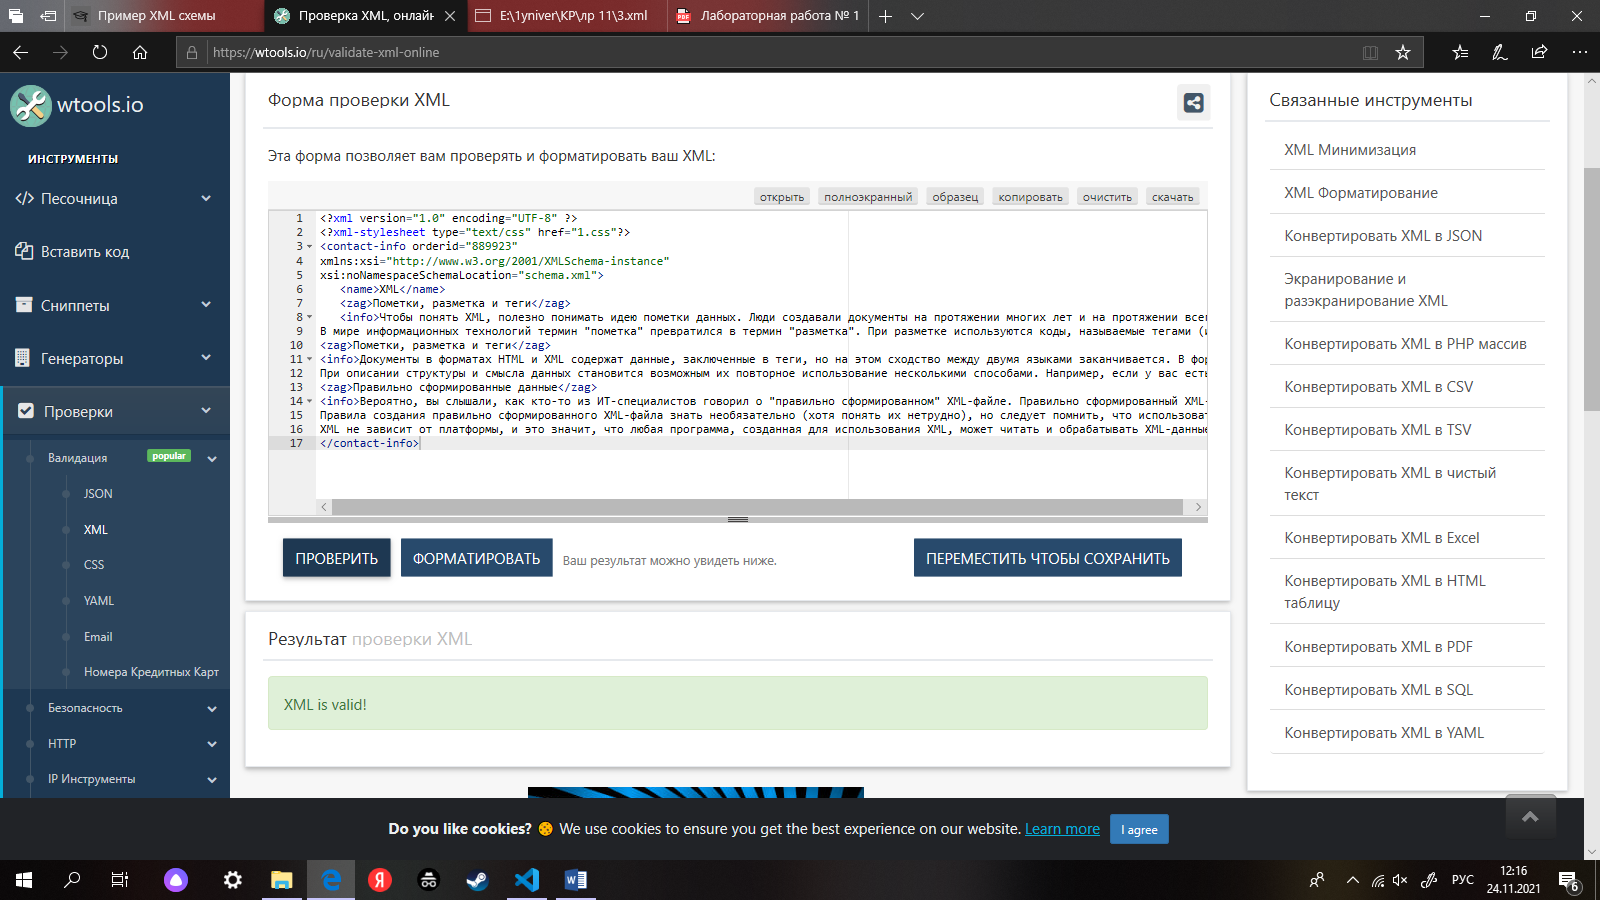 Пример XML схемы
Проверка XML, онлайн
E:\1yniver\КР\лр 11\3.xml
Лабораторная работа № 1
https://wtools.io/ru/validate-xml-online
wtools.io
ИНСТРУМЕНТЫ
Песочница
Вставить код
Сниппеты
Генераторы
Проверки
Валидация
popular
JSON
XML
CSS
YAML
Email
Номера Кредитных Карт
Безопасность
HTTP
IP Инструменты
Форма проверки XML
Эта форма позволяет вам проверять и форматировать ваш XML:
открыть полноэкранный образец копировать очистить скачать
1 <?xml version="1.0" encoding="UTF-8" ?>
2 <?xml-stylesheet type="text/css" href="1.css"?>
3 <contact-info orderid="889923"
4 xmlns:xsi="http://www.w3.org/2001/XMLSchema-instance"
5 xsi:noNamespaceSchemaLocation="schema.xml">
6 <name>XML</name>
7 <zag>Пометки, разметка и теги</zag>
8 <info>Чтобы понять XML, полезно понимать идею пометки данных. Люди создавали документы на протяжении многих лет и на протяжении всег
9 В мире информационных технологий термин "пометка" превратился в термин "разметка". При разметке используются коды, называемые тегами (и
10 <zag>Пометки, разметка и теги</zag>
11 <info>Документы в форматах HTML и XML содержат данные, заключенные в теги, но на этом сходство между двумя языками заканчивается. В фор
12 При описании структуры и смысла данных становится возможным их повторное использование несколькими способами. Например, если у вас есть
13 <zag>Правильно сформированные данные</zag>
14 <info>Вероятно, вы слышали, как кто-то из ИТ-специалистов говорил о "правильно сформированном" XML-файле. Правильно сформированный XML-
15 Правила создания правильно сформированного XML-файла знать необязательно (хотя понять их нетрудно), но следует помнить, что использоват
16 XML не зависит от платформы, и это значит, что любая программа, созданная для использования XML, может читать и обрабатывать XML-данные
17 </contact-info>
ПРОВЕРИТЬ
ФОРМАТИРОВАТЬ
Ваш результат можно увидеть ниже.
ПЕРЕМЕСТИТЬ ЧТОБЫ СОХРАНИТЬ
Результат проверки XML
XML is valid!
Связанные инструменты
XML Минимизация
XML Форматирование
Конвертировать XML в JSON
Экранирование и
разэкранирование XML
Конвертировать XML в PHP массив
Конвертировать XML в CSV
Конвертировать XML в TSV
Конвертировать XML в чистый
текст
Конвертировать XML в Excel
Конвертировать XML в HTML
таблицу
Конвертировать XML в PDF
Конвертировать XML в SQL
Конвертировать XML в YAML
Do you like cookies? 🍪 We use cookies to ensure you get the best experience on our website. Learn more
I agree
Я
РУС
12:16
24.11.2021
6